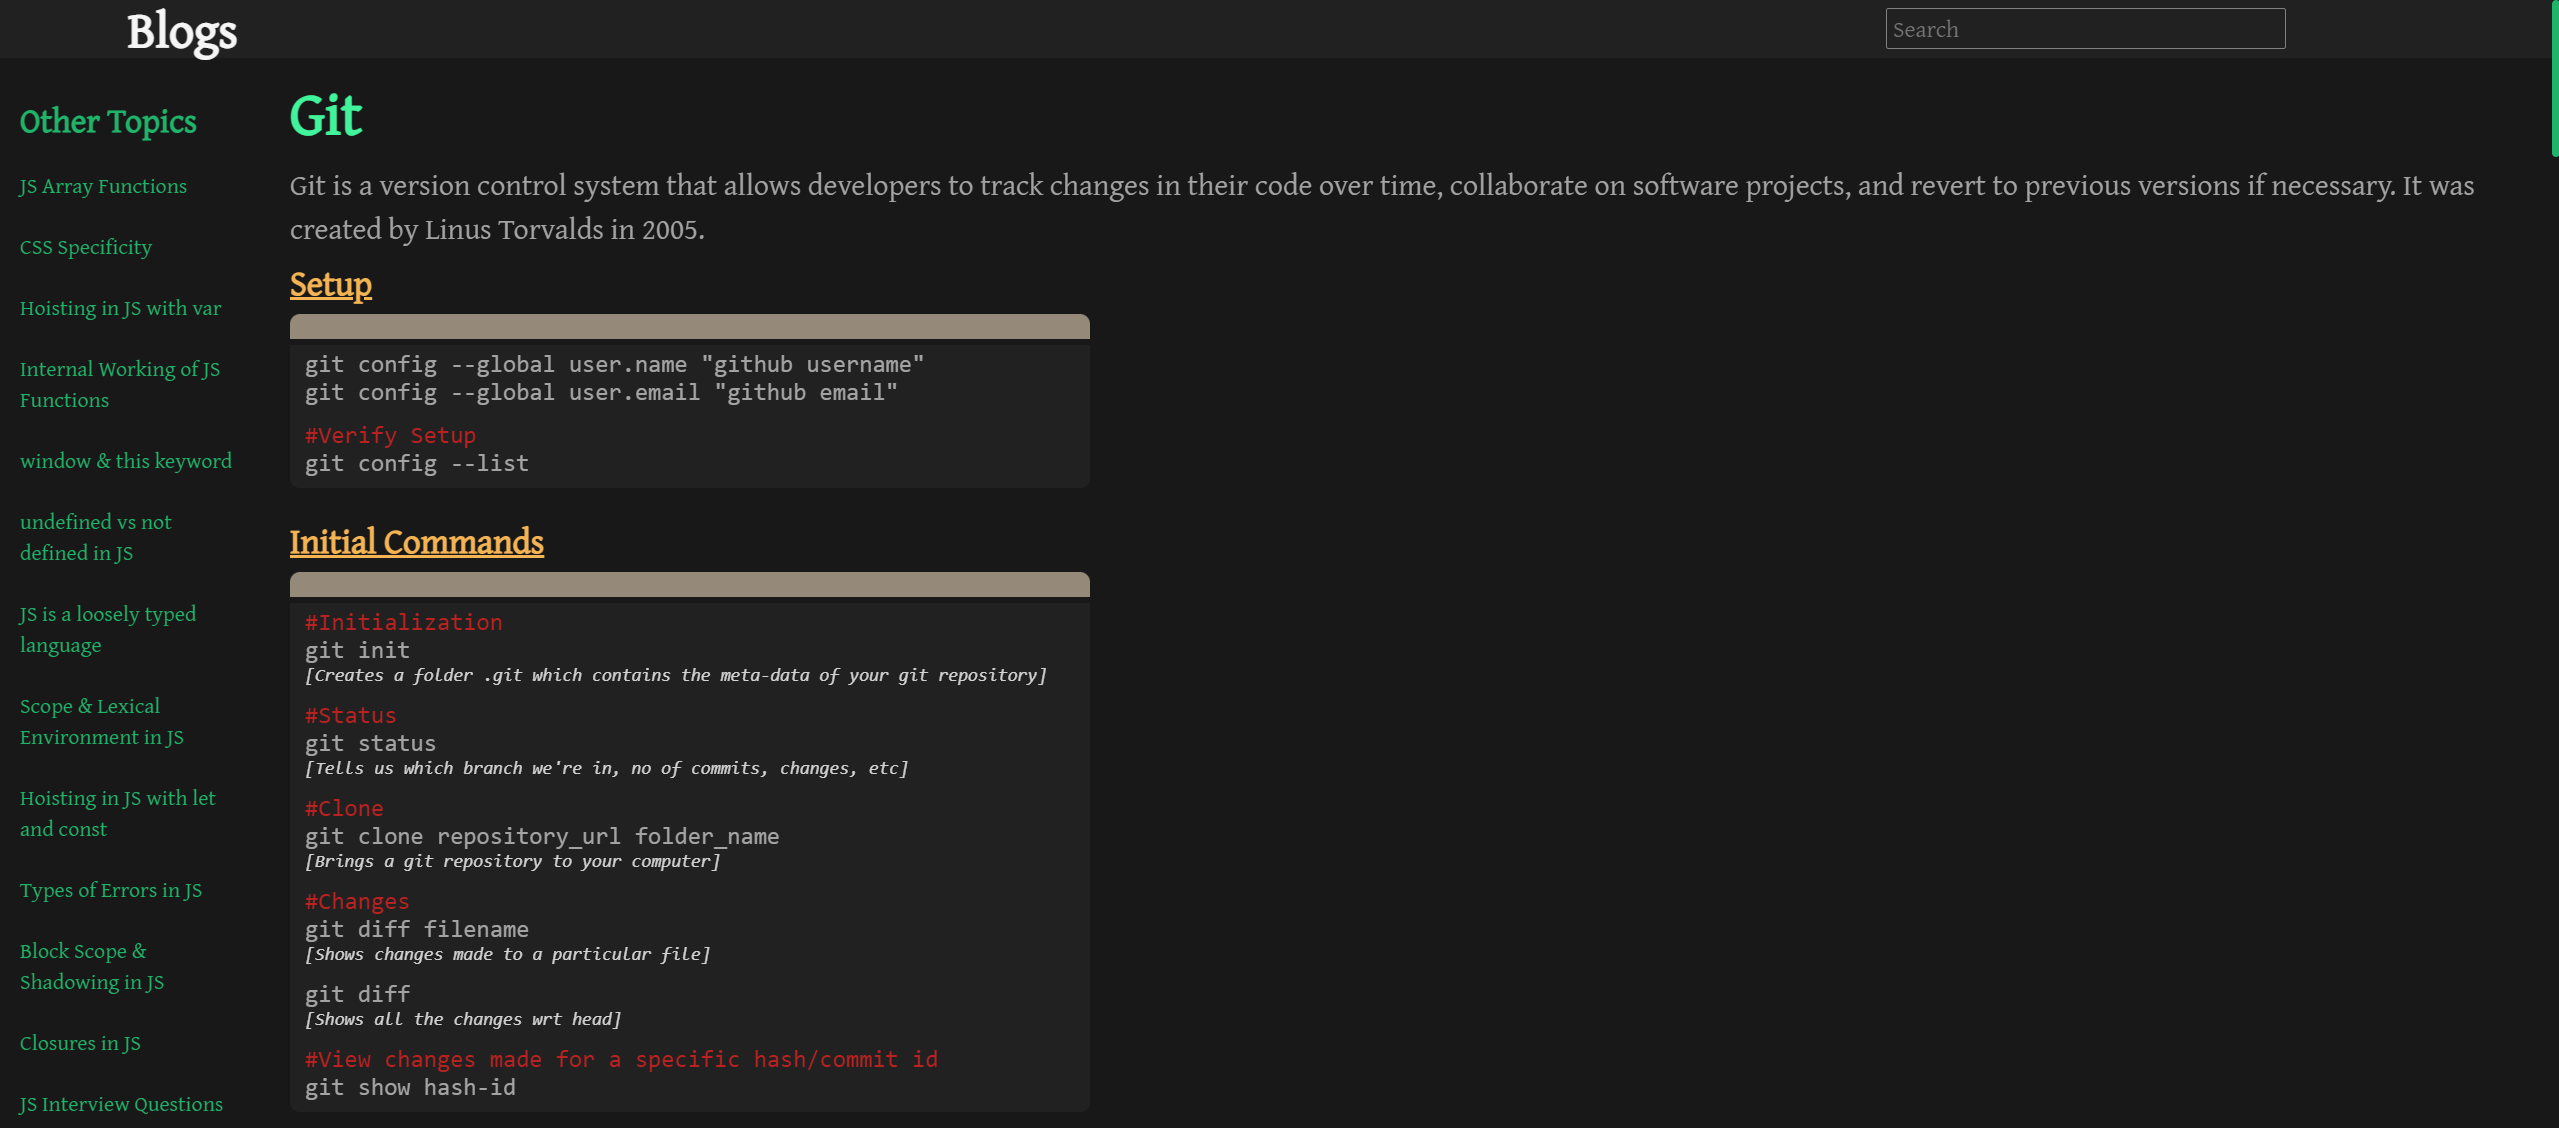 Blogs
Search
Other Topics
JS Array Functions
CSS Specificity
Hoisting in JS with var
Internal Working of JS
Functions
window & this keyword
undefined vs not
defined in JS
JS is a loosely typed
language
Scope & Lexical
Environment in JS
Hoisting in JS with let
and const
Types of Errors in JS
Block Scope &
Shadowing in JS
Closures in JS
JS Interview Questions
Git
Git is a version control system that allows developers to track changes in their code over time, collaborate on software projects, and revert to previous versions if necessary. It was
created by Linus Torvalds in 2005.
Setup
git config --global user.name "github username"
git config --global user.email "github email"
#Verify Setup
git config --list
Initial Commands
#Initialization
git init
[Creates a folder .git which contains the meta-data of your git repository]
#Status
git status
[Tells us which branch we're in, no of commits, changes, etc]
#Clone
git clone repository_url folder_name
[Brings a git repository to your computer]
#Changes
git diff filename
[Shows changes made to a particular file]
git diff
[Shows all the changes wrt head]
#View changes made for a specific hash/commit id
git show hash-id